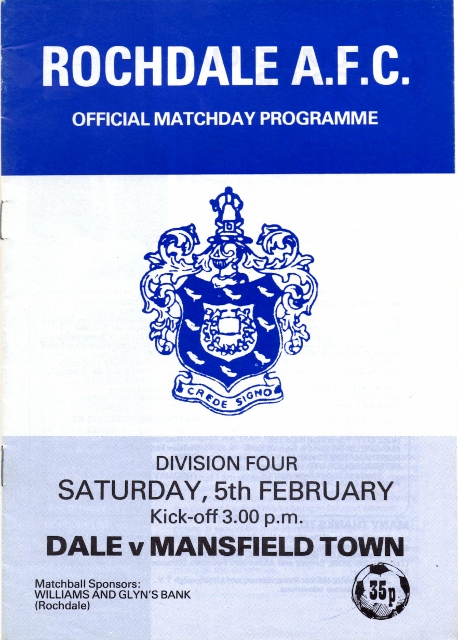 ROCHDALE A.F.C.
OFFICIAL MATCHDAY PROGRAMME
CREDE SIGNO
DIVISION FOUR
SATURDAY, 5th FEBRUARY
Kick-off 3.00 p.m.
DALE v MANSFIELD TOWN
Matchball Sponsors:
WILLIAMS AND GLYN'S BANK
(Rochdale)
35p